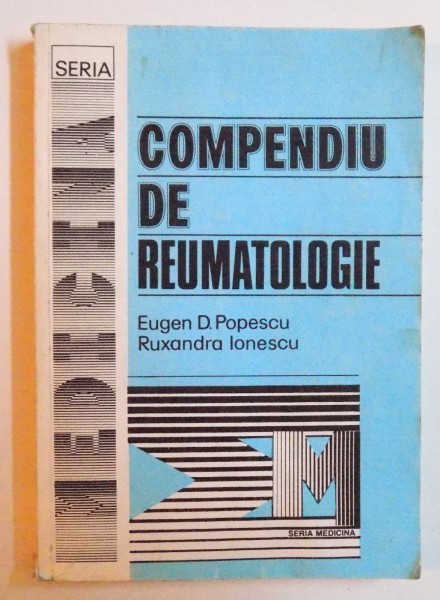 SERIA
MEDICINA
COMPENDIU
DE
REUMATOLOGIE
Eugen D. Popescu
Ruxandra Ionescu
M
SERIA MEDICINA